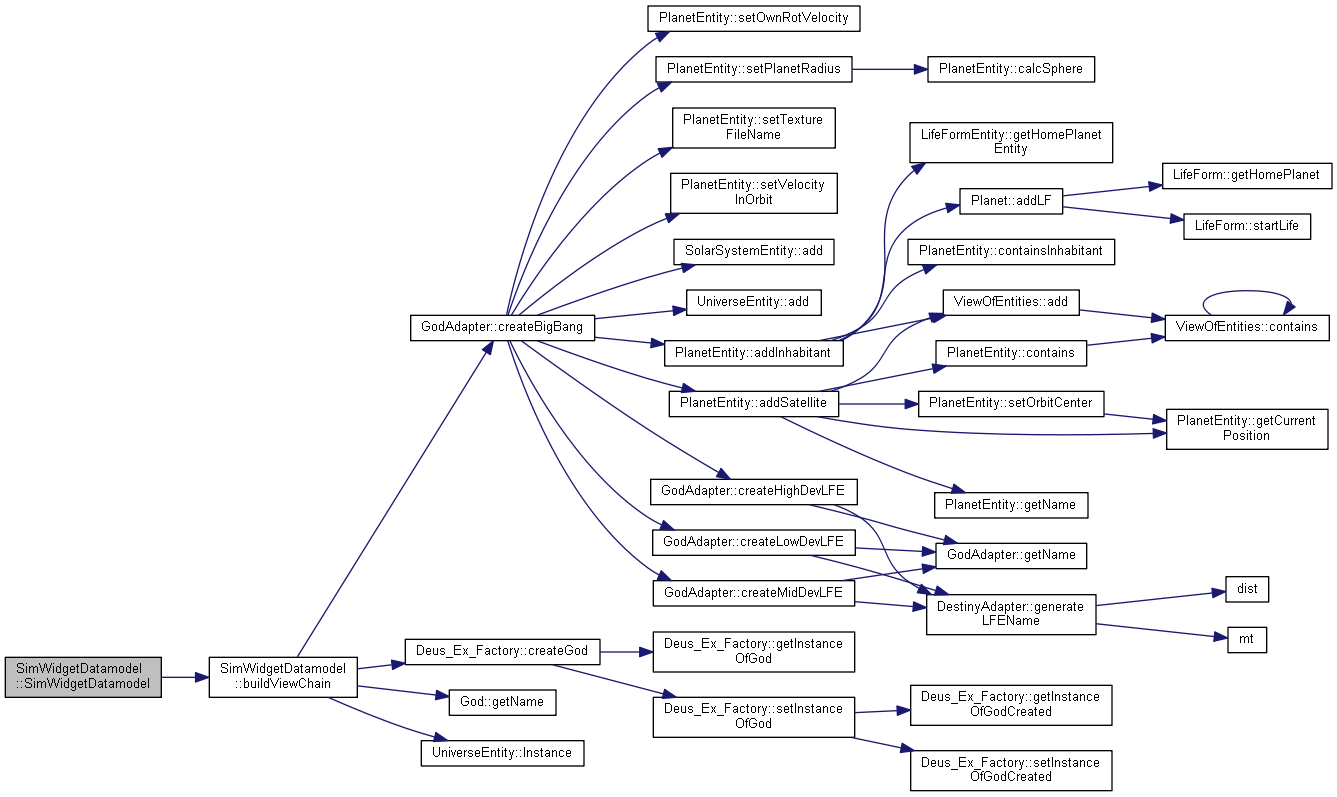 PlanetEntity::setOwnRotVelocity
PlanetEntity::setPlanetRadius
PlanetEntity::calcSphere
PlanetEntity::setTexture
FileName
LifeFormEntity::getHomePlanet
Entity
LifeForm::getHomePlanet
PlanetEntity::setVelocity
InOrbit
Planet::addLF
LifeForm::startLife
SolarSystemEntity::add
PlanetEntity::containsInhabitant
UniverseEntity::add
ViewOfEntities::add
GodAdapter::createBigBang
ViewOfEntities::contains
PlanetEntity::addInhabitant
PlanetEntity::contains
PlanetEntity::addSatellite
PlanetEntity::setOrbitCenter
PlanetEntity::getCurrent
Position
GodAdapter::createHighDevLFE
PlanetEntity::getName
GodAdapter::createLowDevLFE
GodAdapter::getName
GodAdapter::createMidDevLFE
DestinyAdapter::generate
LFEName
dist
mt
SimWidgetDatamodel
::SimWidgetDatamodel
SimWidgetDatamodel
::buildViewChain
Deus_Ex_Factory::createGod
Deus_Ex_Factory::getInstance
OfGod
God::getName
Deus_Ex_Factory::setInstance
OfGod
Deus_Ex_Factory::getInstance
OfGodCreated
UniverseEntity::Instance
Deus_Ex_Factory::setInstance
OfGodCreated